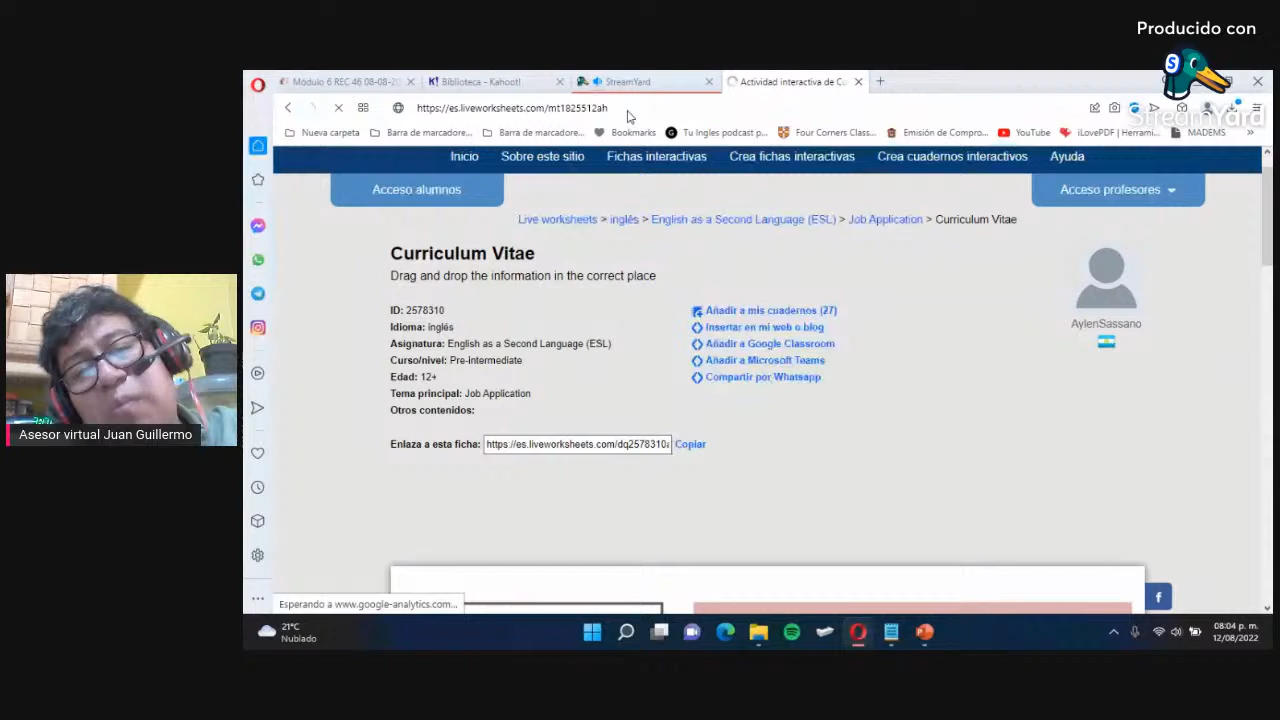 Producido con
StreamYard
Módulo 6 REC 46 08-08-20
Biblioteca - Kahoot!
StreamYard
Actividad interactiva de Cu
https://es.liveworksheets.com/mt1825512ah
Nueva carpeta
Barra de marcadore...
Barra de marcadore...
Bookmarks
Tu Ingles podcast p...
Four Corners Class...
Emisión de Compro...
YouTube
iLovePDF | Herrami...
MADEMS
Inicio
Sobre este sitio
Fichas interactivas
Crea fichas interactivas
Crea cuadernos interactivos
Ayuda
Acceso alumnos
Acceso profesores
Live worksheets > inglés > English as a Second Language (ESL) > Job Application > Curriculum Vitae
Curriculum Vitae
Drag and drop the information in the correct place
ID: 2578310
Idioma: inglés
Asignatura: English as a Second Language (ESL)
Curso/nivel: Pre-intermediate
Edad: 12+
Tema principal: Job Application
Otros contenidos:
Añadir a mis cuadernos (27)
Insertar en mi web o blog
Añadir a Google Classroom
Añadir a Microsoft Teams
Compartir por Whatsapp
AylenSassano
Enlaza a esta ficha: https://es.liveworksheets.com/dq2578310 Copiar
Asesor virtual Juan Guillermo
Esperando a www.google-analytics.com...
21°C
Nublado
08:04 p. m.
12/08/2022